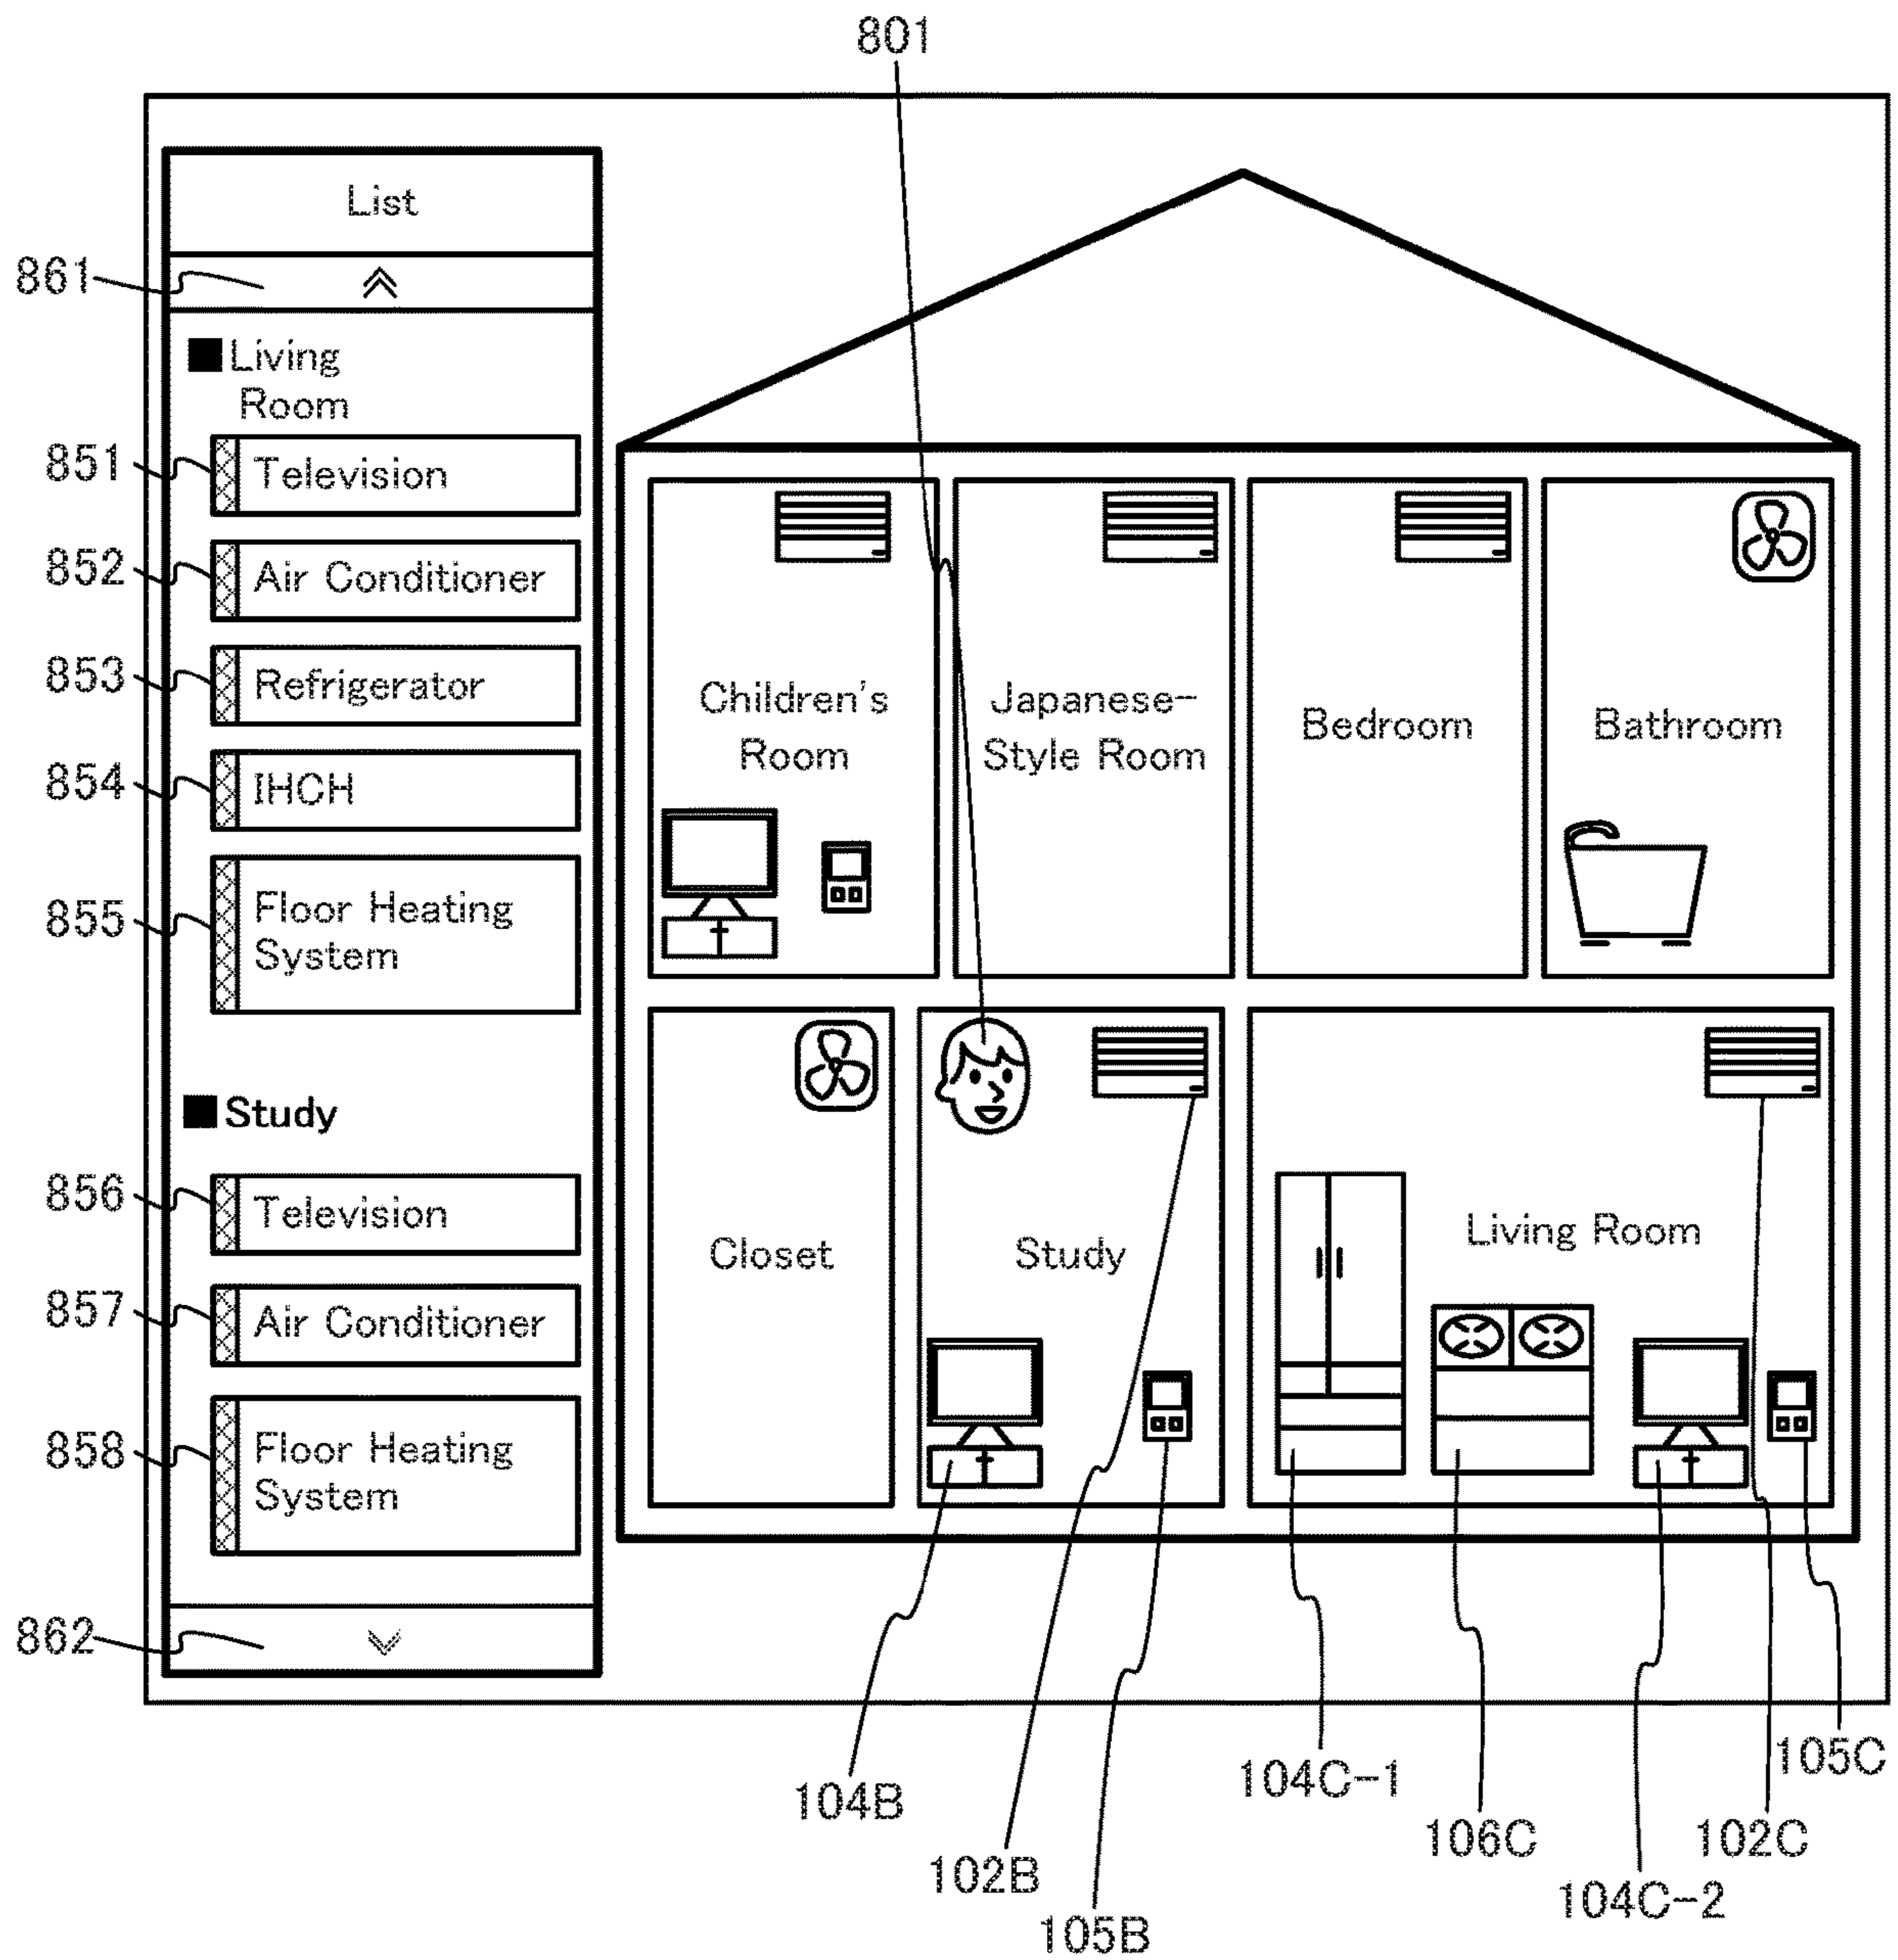 801
List
861
■Living
Room
851
Television
852
Air Conditioner
853
Refrigerator
854
IHCH
855
Floor Heating
System
■Study
856
Television
857
Air Conditioner
858
Floor Heating
System
862
Children's
Room
Japanese-
Style Room
Bedroom
Bathroom
Closet
Study
Living Room
104B
102B
105B
104C-1
106C
104C-2
102C
105C